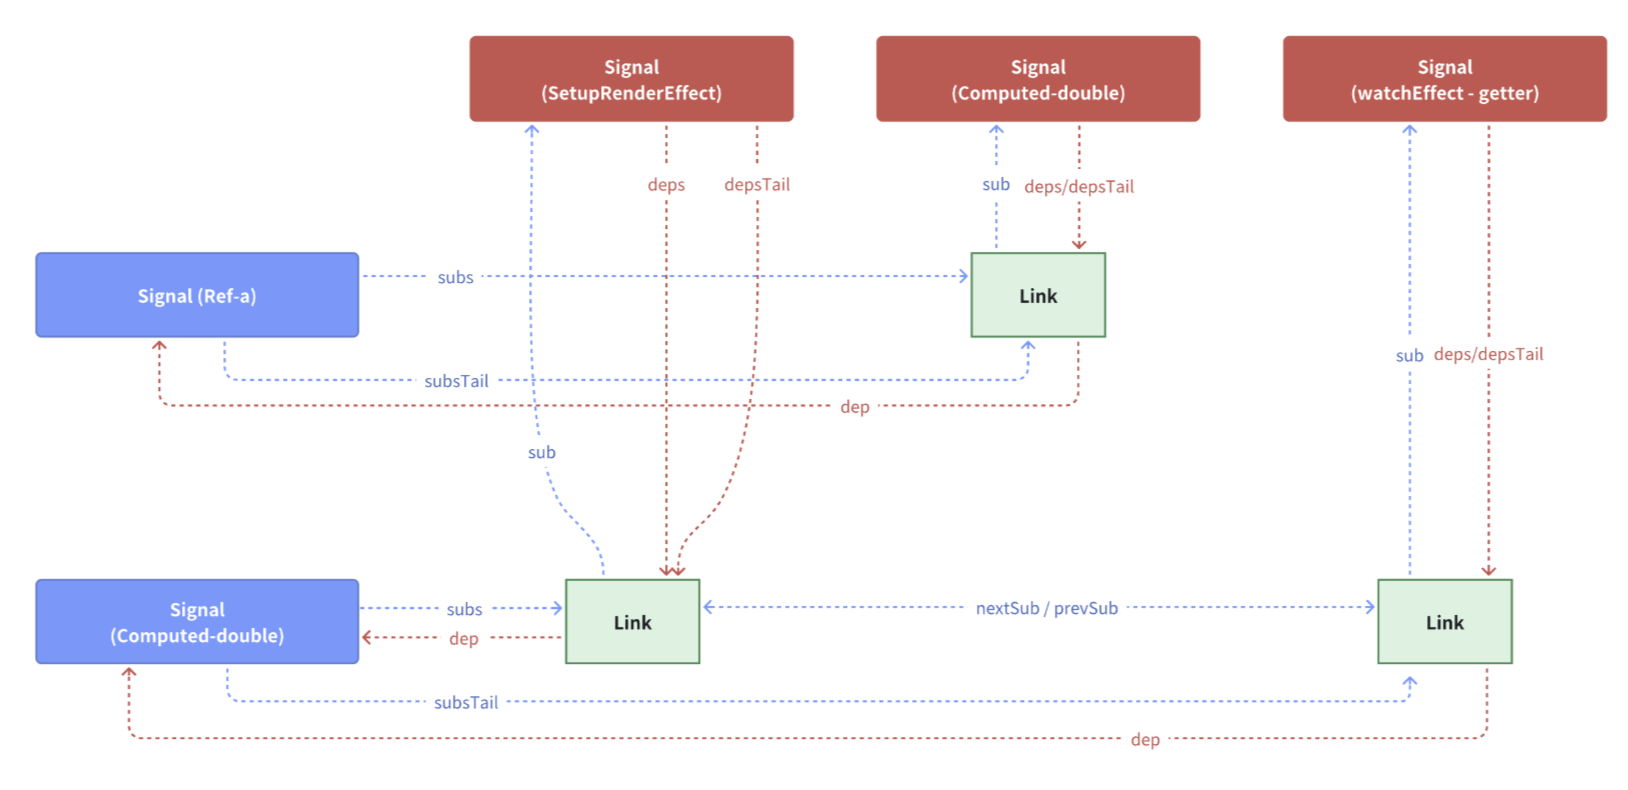 Signal
(SetupRenderEffect)
Signal
(Computed-double)
Signal
(watchEffect - getter)
deps
depsTail
sub
deps/depsTail
Signal (Ref-a)
subs
Link
sub
deps/depsTail
subsTail
dep
sub
Signal
(Computed-double)
subs
dep
Link
nextSub / prevSub
Link
subsTail
dep